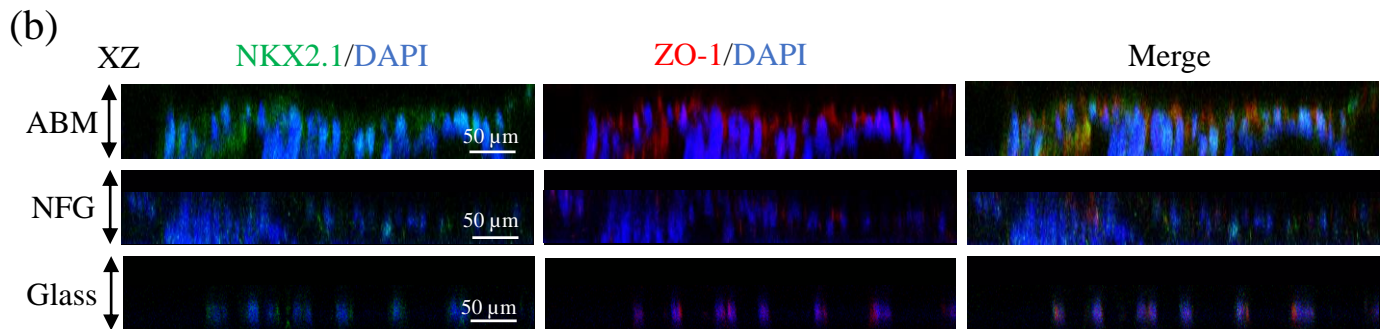 (b)
XZ NKX2.1/DAPI ZO-1/DAPI Merge
ABM
50 µm
NFG
50 µm
Glass
50 µm